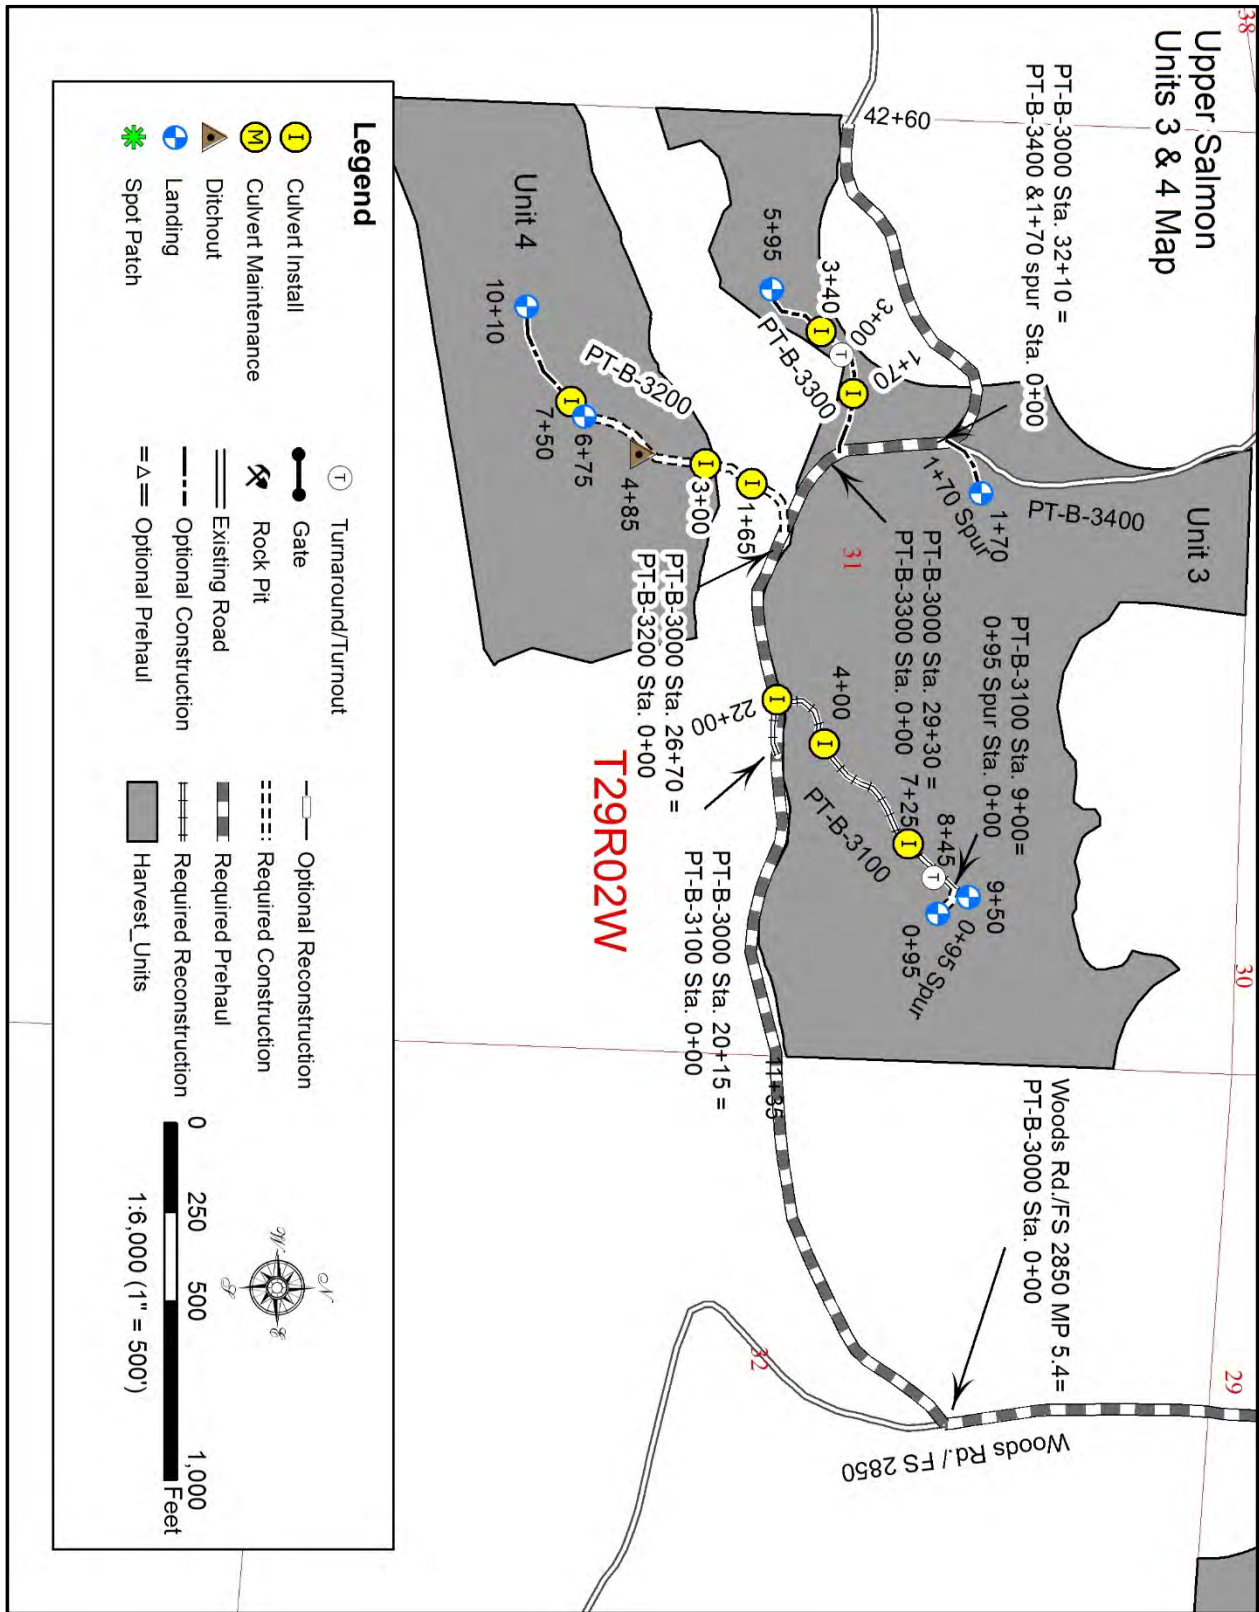 Upper Salmon
Units 3 & 4 Map
38
30
29
31
32
Woods Rd./FS 2850 MP 5.4=
PT-B-3000 Sta. 0+00
Woods Rd. / FS 2850
PT-B-3000 Sta. 32+10 =
PT-B-3400 &1+70 spur Sta. 0+00
42+60
Unit 3
PT-B-3400
1+70
1+70 Spur
PT-B-3100 Sta. 9+00=
0+95 Spur Sta. 0+00
9+50
0+95 Spur
0+95
8+45
7+25
PT-B-3100
4+00
22+00
PT-B-3000 Sta. 29+30 =
PT-B-3300 Sta. 0+00
1+70
3+00
3+40
PT-B-3300
5+95
PT-B-3000 Sta. 20+15 =
PT-B-3100 Sta. 0+00
11+35
T29R02W
PT-B-3000 Sta. 26+70 =
PT-B-3200 Sta. 0+00
1+65
3+00
4+85
6+75
7+50
PT-B-3200
10+10
Unit 4
I
I
I
I
I
I
I
I
T
T
Legend
I Culvert Install
M Culvert Maintenance
Ditchout
Landing
Spot Patch
T Turnaround/Turnout
Gate
Rock Pit
Existing Road
Optional Construction
Optional Prehaul
Optional Reconstruction
Required Construction
Required Prehaul
Required Reconstruction
Harvest_Units
N
W
E
S
0 250 500 1,000
Feet
1:6,000 (1" = 500')